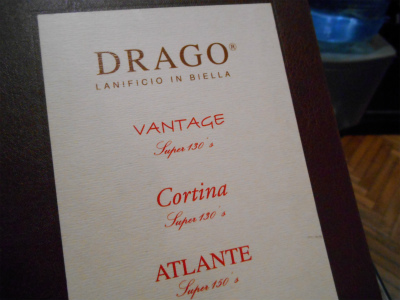 DRAGO®
LANIFICIO IN BIELLA
VANTAGE
Super 130's
Cortina
Super 130's
ATLANTE
Super 150's